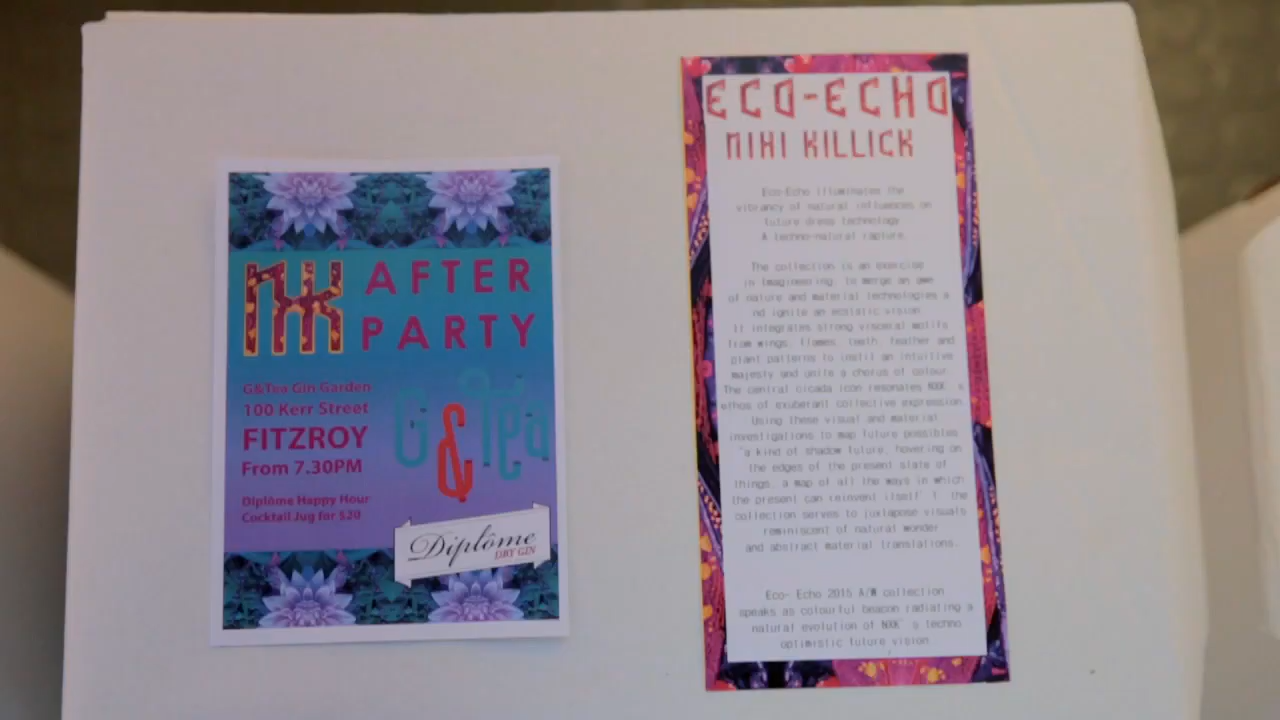 NXK AFTER
PARTY
G&Tea Gin Garden
100 Kerr Street
FITZROY
From 7.30PM
Diplôme Happy Hour
Cocktail Jug for $20
G&Tea
Diplôme
DRY GIN
ECO-ECHO
NIXI KILLICK
Eco-Echo illuminates the
vibrancy of natural influences on
future dress technology
A techno-natural rapture.
The collection is an exercise
in Imagineering, to merge an awe
of nature and material technologies a
nd ignite an ecstatic vision.
It integrates strong visceral motifs
from wings, flames, teeth, feather and
plant patterns to instil an intuitive
majesty and unite a chorus of colour.
The central cicada icon resonates NXK' s
ethos of exuberant collective expression.
Using these visual and material
investigations to map future possibles
"a kind of shadow future, hovering on
the edges of the present state of
things, a map of all the ways in which
the present can reinvent itself" 1. the
collection serves to juxtapose visuals
reminiscent of natural wonder
and abstract material translations.
Eco- Echo 2015 A/W collection
speaks as colourful beacon radiating a
natural evolution of NXK' s techno
optimistic future vision